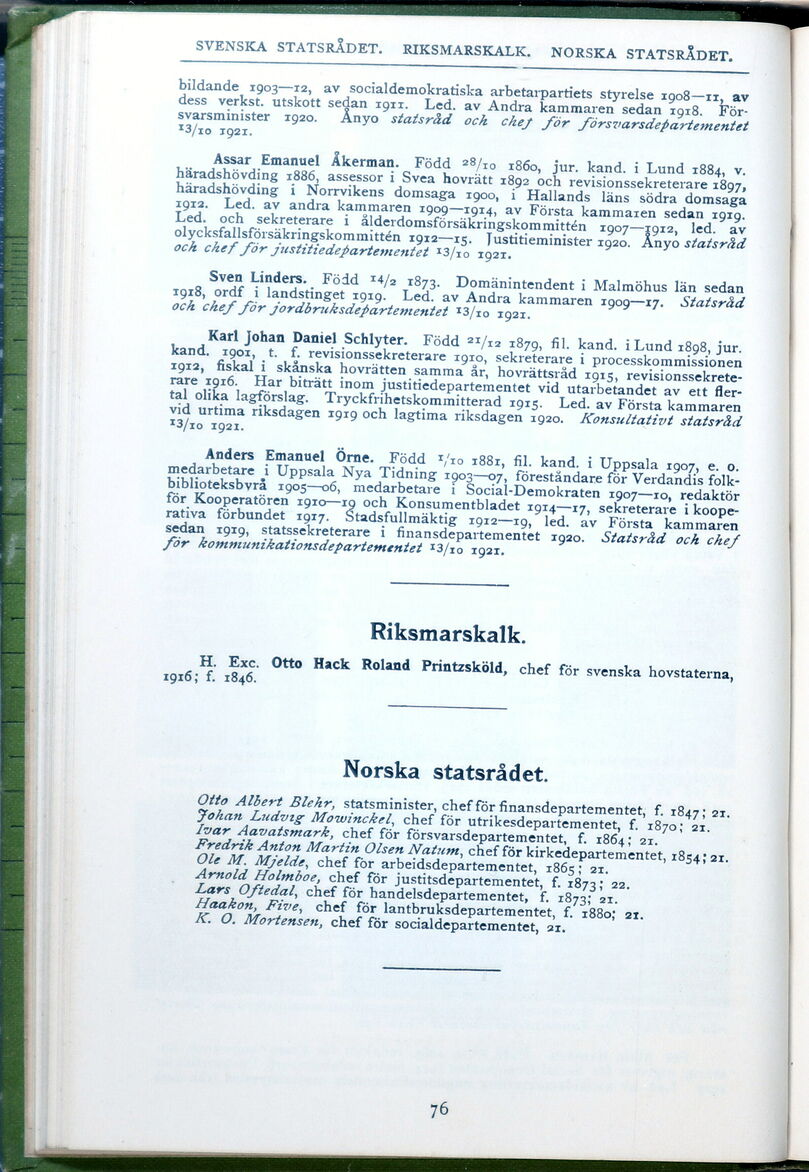 SVENSKA STATSRÅDET. RIKSMARSKALK. NORSKA STATSRÅDET.
bildande 1903—12, av socialdemokratiska arbetarpartiets styrelse 1908—11, av
dess verkst. utskott sedan 1911. Led. av Andra kammaren sedan 1918. För-
svarsminister 1920. Ånyo statsråd och chef för försvarsdepartementet
13/10 1921.
Assar Emanuel Åkerman. Född 28/10 1860, jur. kand. i Lund 1884, v.
häradshövding 1886, assessor i Svea hovrätt 1892 och revisionssekreterare 1897,
häradshövding i Norrvikens domsaga 1900, i Hallands läns södra domsaga
1912. Led. av andra kammaren 1909—1914, av Första kammaren sedan 1919.
Led. och sekreterare i ålderdomsförsäkringskommittén 1907—1912, led. av
olycksfallsförsäkringskommittén 1912—15. Justitieminister 1920. Ånyo statsråd
och chef för justitiedepartementet 13/10 1921.
Sven Linders. Född 14/2 1873. Domänintendent i Malmöhus län sedan
1918, ordf i landstinget 1919. Led. av Andra kammaren 1909—17. Statsråd
och chef för jordbruksdepartementet 13/10 1921.
Karl Johan Daniel Schlyter. Född 21/12 1879, fil. kand. i Lund 1898, jur.
kand. 1901, t. f. revisionssekreterare 1910, sekreterare i processkommissionen
1912, fiskal i skånska hovrätten samma år, hovrättsråd 1915, revisionssekrete-
rare 1916. Har biträtt inom justitiedepartementet vid utarbetandet av ett fler-
tal olika lagförslag. Tryckfrihetskommitterad 1915. Led. av Första kammaren
vid urtima riksdagen 1919 och lagtima riksdagen 1920. Konsultativt statsråd
13/10 1921.
Anders Emanuel Örne. Född 1/10 1881, fil. kand. i Uppsala 1907, e. o.
medarbetare i Uppsala Nya Tidning 1903—07, föreståndare för Verdandis folk-
biblioteksbyrå 1905—06, medarbetare i Social-Demokraten 1907—10, redaktör
för Kooperatören 1910—19 och Konsumentbladet 1914—17, sekreterare i koope-
rativa förbundet 1917. Stadsfullmäktig 1912—19, led. av Första kammaren
sedan 1919, statssekreterare i finansdepartementet 1920. Statsråd och chef
för kommunikationsdepartementet 13/10 1921.
Riksmarskalk.
H. Exc. Otto Hack Roland Printzsköld, chef för svenska hovstaterna,
1916; f. 1846.
Norska statsrådet.
Otto Albert Blehr, statsminister, chef för finansdepartementet, f. 1847; 21.
Johan Ludvig Mowinckel, chef för utrikesdepartementet, f. 1870; 21.
Ivar Aavatsmark, chef för försvarsdepartementet, f. 1864; 21.
Fredrik Anton Martin Olsen Natum, chef för kirkedepartementet, 1854; 21.
Ole M. Mjelde, chef för arbeidsdepartementet, 1865; 21.
Arnold Holmboe, chef för justitsdepartementet, f. 1873; 22.
Lars Oftedal, chef för handelsdepartementet, f. 1873; 21.
Haakon, Five, chef för lantbruksdepartementet, f. 1880; 21.
K. O. Mortensen, chef för socialdepartementet, 21.
76